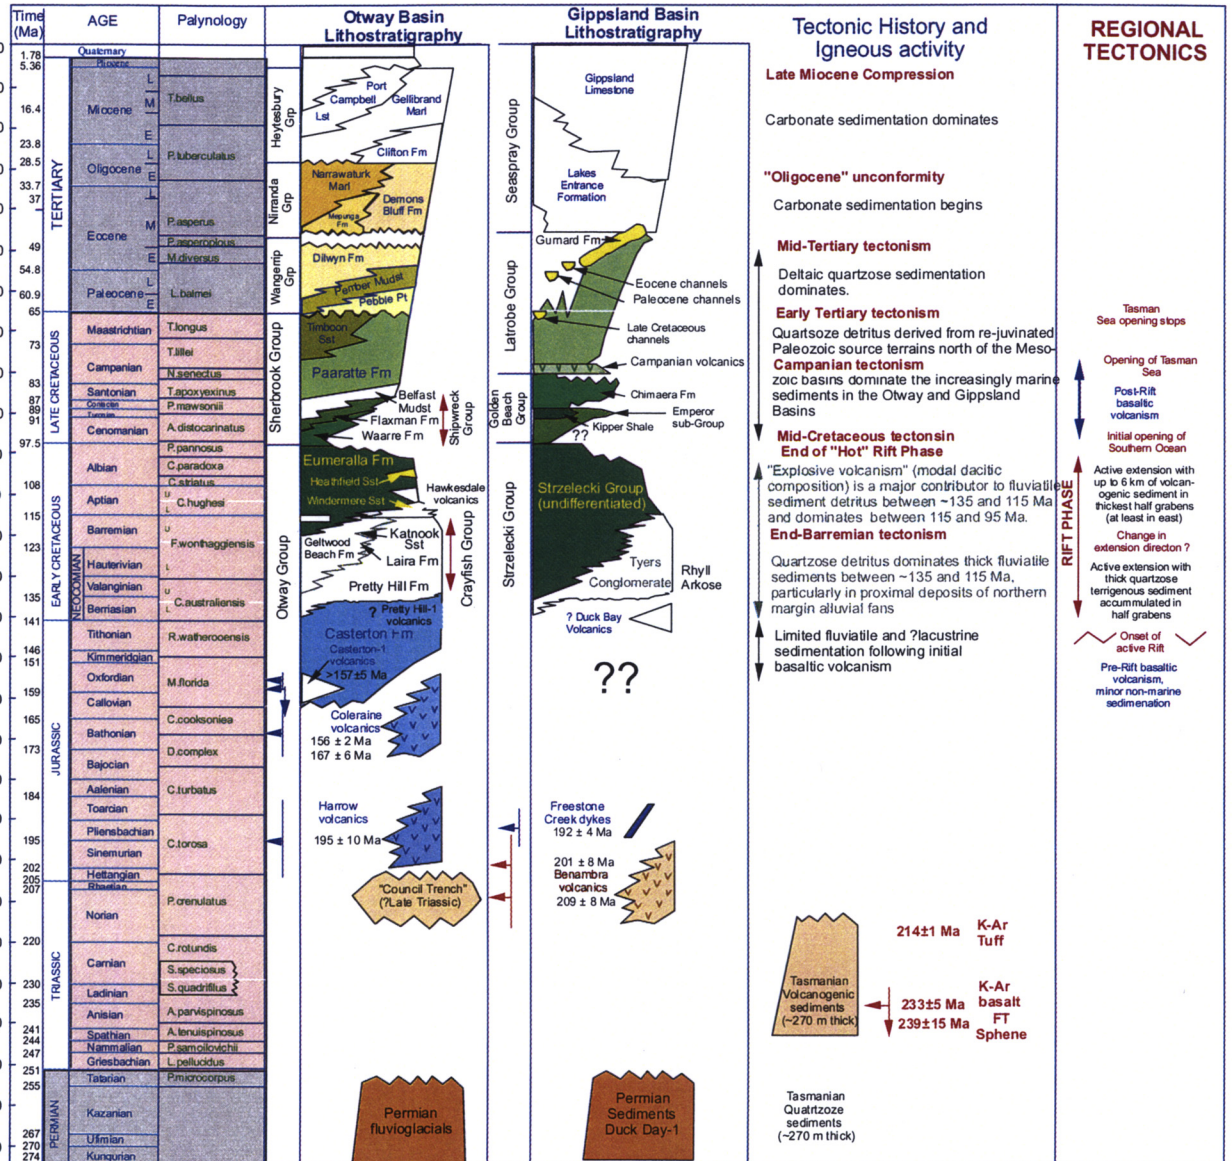 Time
(Ma)
AGE
Palynology
Otway Basin
Lithostratigraphy
Gippsland Basin
Lithostratigraphy
Tectonic History and
Igneous activity
REGIONAL
TECTONICS
1.78
5.36
16.4
23.8
28.5
33.7
37
49
54.8
60.9
65
73
83
87
89
91
97.5
108
115
123
135
141
146
151
159
165
173
184
195
202
205
207
220
230
235
241
244
247
251
255
267
270
274
TERTIARY
LATE CRETACEOUS
EARLY CRETACEOUS
NEOCOMIAN
JURASSIC
TRIASSIC
PERMIAN
Quaternary
Pliocene
Miocene
L
M
E
Oligocene
L
E
Eocene
L
M
E
Paleocene
L
E
Maastrichtian
Campanian
Santonian
Coniacian
Turonian
Cenomanian
Albian
Aptian
Barremian
Hauterivian
Valanginian
Berriasian
Tithonian
Kimmeridgian
Oxfordian
Callovian
Bathonian
Bajocian
Aalenian
Toarcian
Pliensbachian
Sinemurian
Hettangian
Rhaetian
Norian
Carnian
Ladinian
Anisian
Spathian
Nammalian
Griesbachian
Tatarian
Kazanian
Ufimian
Kungurian
T.bellus
P.tuberculatus
P.asperus
P.asperopolus
M.diversus
L.balmei
T.longus
T.lillei
N.senectus
T.apoxyexinus
P.mawsonii
A.distocarinatus
P.pannosus
C.paradoxa
C.striatus
U
L
C.hughesi
U
L
F.wonthaggiensis
U
L
C.australiensis
R.watherooensis
M.florida
C.cooksoniea
D.complex
C.turbatus
C.torosa
P.crenulatus
C.rotundis
S.speciosus
S.quadrifilus
A.parvispinosus
A.tenuispinosus
P.samoilovichii
L.pellucidus
P.microcorpus
Heytesbury
Grp
Nirranda
Grp
Wangerrip
Grp
Sherbrook Group
Otway Group
Port
Campbell
Lst
Gellibrand
Marl
Clifton Fm
Narrawaturk
Marl
Mepunga
Fm
Demons
Bluff Fm
Dilwyn Fm
Pember Mudst
Pebble Pt
Timboon
Sst
Paaratte Fm
Belfast
Mudst
Flaxman Fm
Waarre Fm
Shipwreck
Group
Eumeralla Fm
Heathfield Sst
Windermere Sst
Hawkesdale
volcanics
Geltwood
Beach Fm
Katnook
Sst
Laira Fm
Pretty Hill Fm
Crayfish Group
? Pretty Hill-1
volcanics
Casterton Fm
Casterton-1
volcanics
>157±5 Ma
Coleraine
volcanics
156 ± 2 Ma
167 ± 6 Ma
Harrow
volcanics
195 ± 10 Ma
"Council Trench"
(?Late Triassic)
Permian
fluvioglacials
Seaspray Group
Latrobe Group
Golden
Beach
Group
Strzelecki Group
Gippsland
Limestone
Lakes
Entrance
Formation
Gurnard Fm
Eocene channels
Paleocene channels
Late Cretaceous
channels
Campanian volcanics
Chimaera Fm
Emperor
sub-Group
Kipper Shale
??
Strzelecki Group
(undifferentiated)
Tyers
Conglomerate
Rhyll
Arkose
? Duck Bay
Volcanics
??
Freestone
Creek dykes
192 ± 4 Ma
201 ± 8 Ma
Benambra
volcanics
209 ± 8 Ma
Permian
Sediments
Duck Day-1
Late Miocene Compression
Carbonate sedimentation dominates
"Oligocene" unconformity
Carbonate sedimentation begins
Mid-Tertiary tectonism
Deltaic quartzose sedimentation
dominates.
Early Tertiary tectonism
Quartsoze detritus derived from re-juvinated
Paleozoic source terrains north of the Meso-
Campanian tectonism
zoic basins dominate the increasingly marine
sediments in the Otway and Gippsland
Basins
Mid-Cretaceous tectonsin
End of "Hot" Rift Phase
"Explosive volcanism" (modal dacitic
composition) is a major contributor to fluviatile
sediment detritus between ~135 and 115 Ma
and dominates between 115 and 95 Ma.
End-Barremian tectonism
Quartzose detritus dominates thick fluviatile
sediments between ~135 and 115 Ma,
particularly in proximal deposits of northern
margin alluvial fans
Limited fluviatile and ?lacustrine
sedimentation following initial
basaltic volcanism
Tasmanian
Volcanogenic
sediments
(~270 m thick)
214±1 Ma
K-Ar
Tuff
233±5 Ma
K-Ar
basalt
239±15 Ma
FT
Sphene
Tasmanian
Quatrtzoze
sediments
(~270 m thick)
Tasman
Sea opening stops
Opening of Tasman
Sea
Post-Rift
basaltic
volcanism
Initial opening of
Southern Ocean
RIFT PHASE
Active extension with
up to 6 km of volcan-
ogenic sediment in
thickest half grabens
(at least in east)
Change in
extension directon ?
Active extension with
thick quartzose
terrigenous sediment
accummulated in
half grabens
Onset of
active Rift
Pre-Rift basaltic
volcanism,
minor non-marine
sedimenation